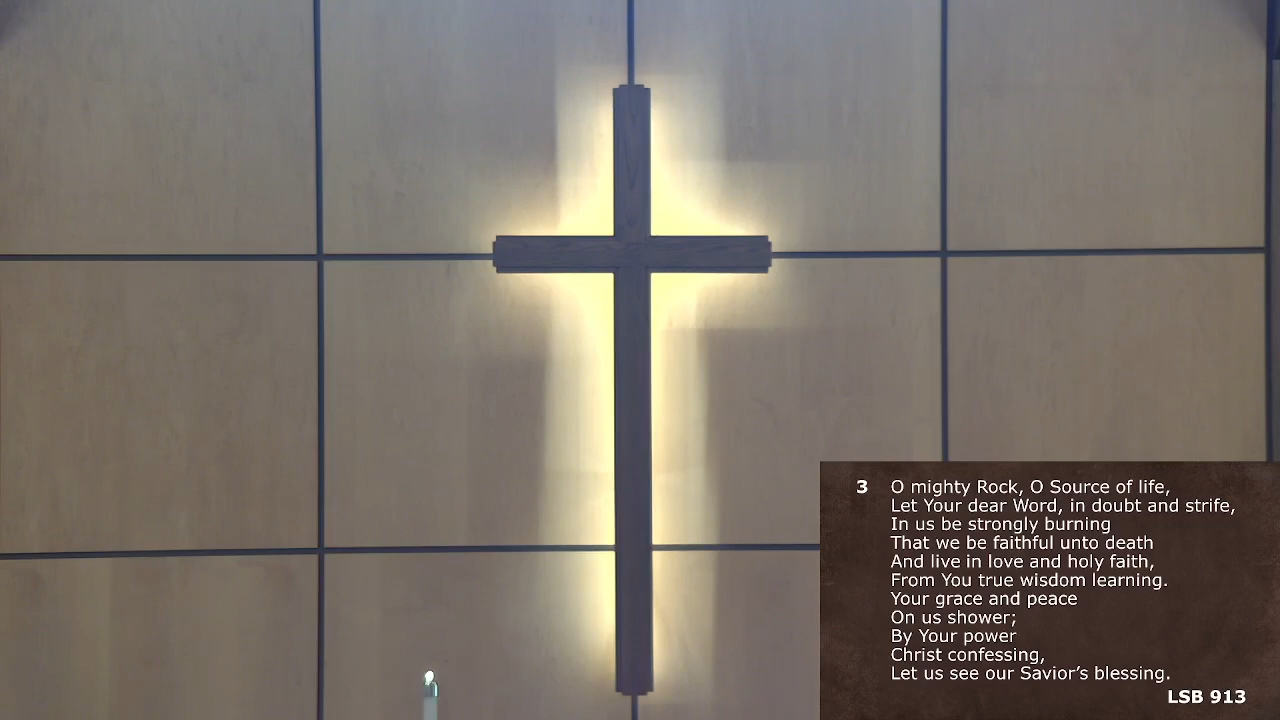 3 O mighty Rock, O Source of life,
Let Your dear Word, in doubt and strife,
In us be strongly burning
That we be faithful unto death
And live in love and holy faith,
From You true wisdom learning.
Your grace and peace
On us shower;
By Your power
Christ confessing,
Let us see our Savior’s blessing.
LSB 913